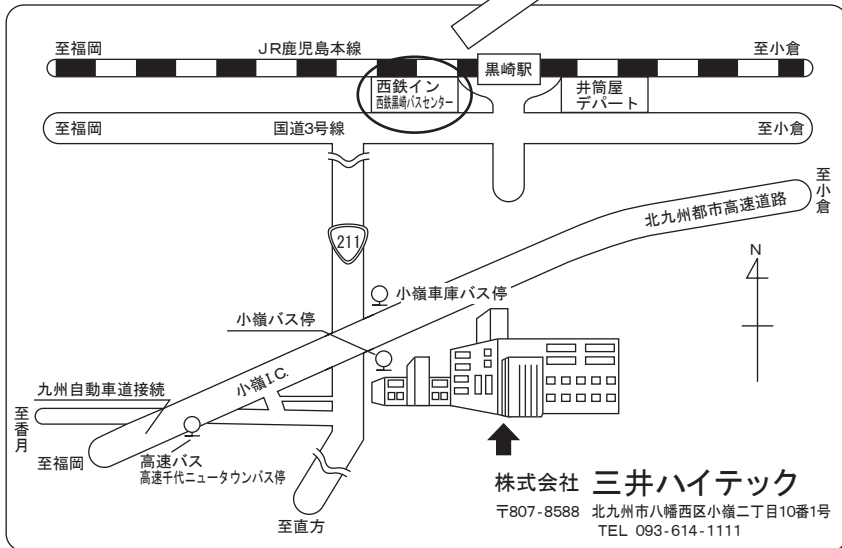 至福岡
JR鹿児島本線
黒崎駅
至小倉
西鉄イン
西鉄黒崎バスセンター
井筒屋
デパート
至福岡
国道3号線
至小倉
至小倉
北九州都市高速道路
211
N
小嶺車庫バス停
小嶺バス停
小嶺I.C.
九州自動車道接続
至香月
至福岡
高速バス
高速千代ニュータウンバス停
至直方
株式会社 三井ハイテック
〒807-8588 北九州市八幡西区小嶺二丁目10番1号
TEL 093-614-1111